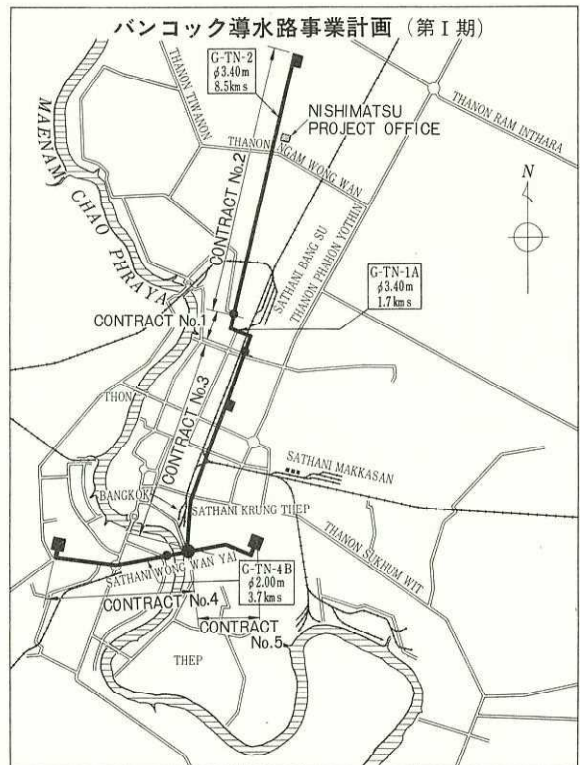 バンコック導水路事業計画 (第Ⅰ期)
G-TN-2
φ3.40m
8.5kms
NISHIMATSU
PROJECT OFFICE
THANON TIWANON
THANON NGAM WONG WAN
THANON RAM INTHARA
MAENAM CHAO PHRAYA
CONTRACT No.2
N
SATHANI BANG SU
THANON PHAHON YOTHIN
G-TN-1A
φ3.40m
1.7kms
CONTRACT No.1
CONTRACT No.3
THON
SATHANI MAKKASAN
BANGKOK
SATHANI KRUNG THEP
THANON SUKHUM WIT
SATHANI WONG WAN YAI
G-TN-4B
φ2.00m
3.7kms
CONTRACT No.4
CONTRACT
No.5
THEP